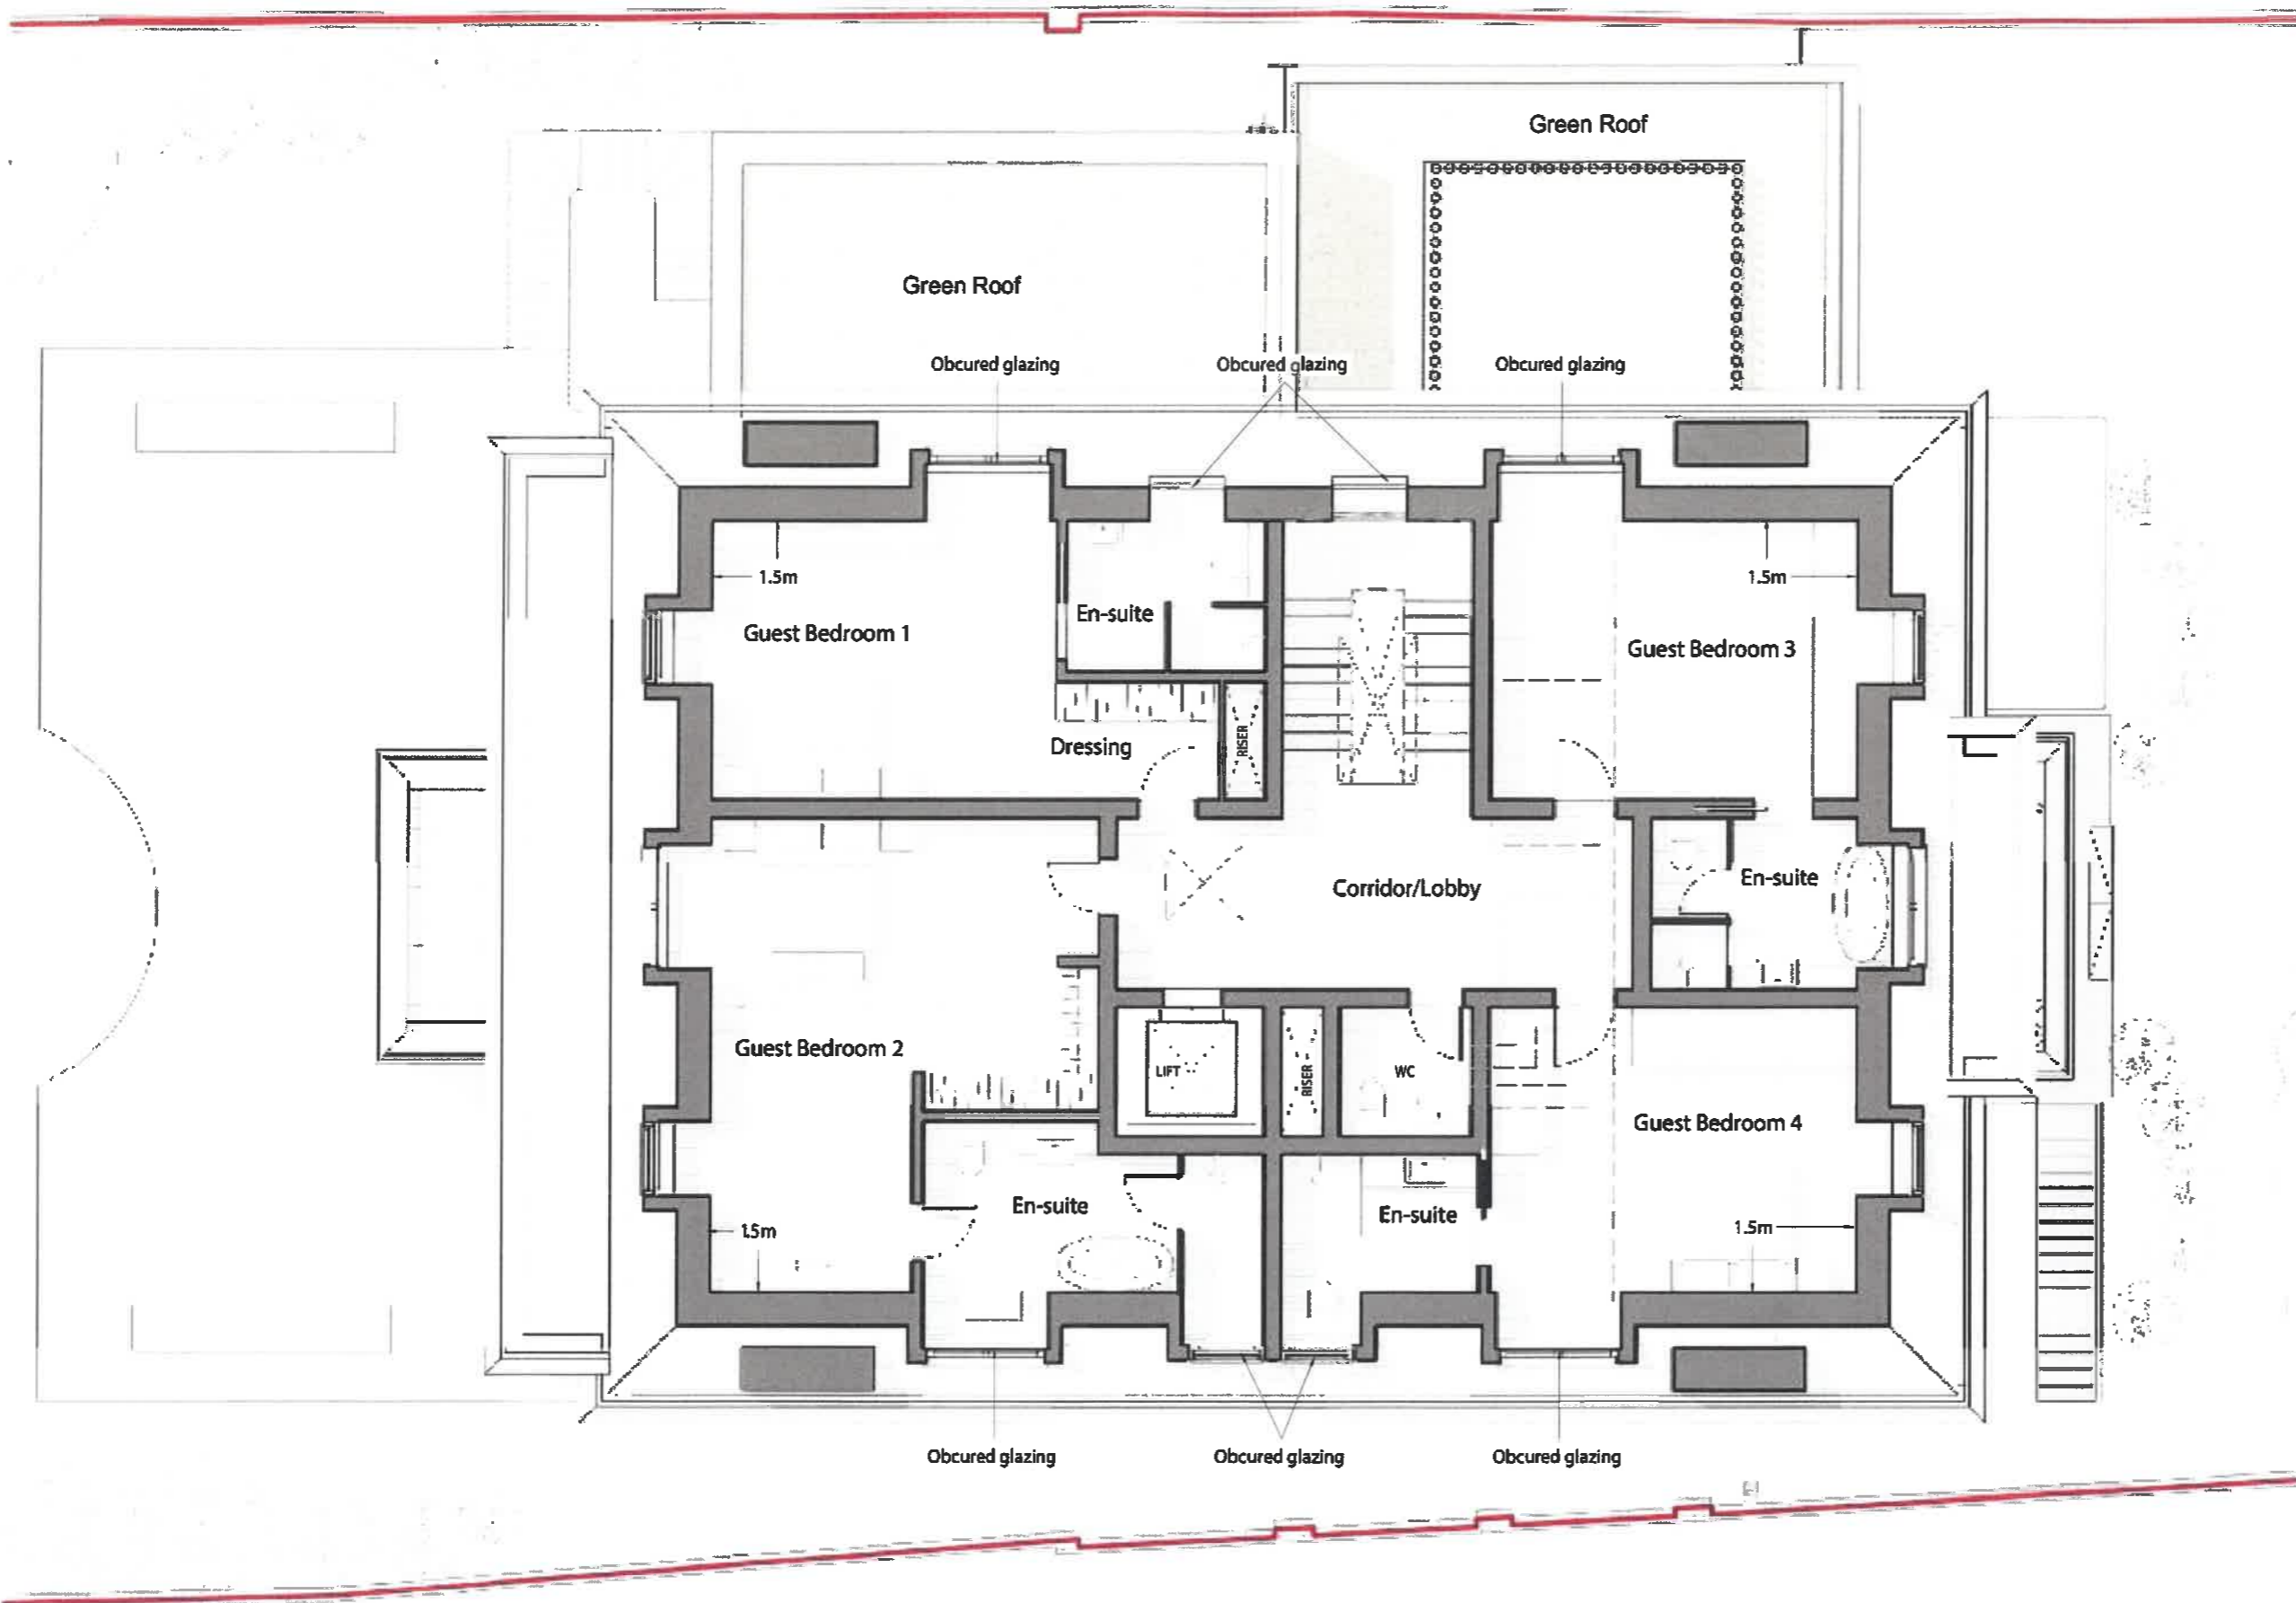 Green Roof
Green Roof
Obcured glazing
Obcured glazing
Obcured glazing
1.5m
1.5m
En-suite
Guest Bedroom 1
Guest Bedroom 3
RISER
Dressing
En-suite
Corridor/Lobby
Guest Bedroom 2
LIFT
RISER
WC
Guest Bedroom 4
En-suite
En-suite
1.5m
1.5m
Obcured glazing
Obcured glazing
Obcured glazing